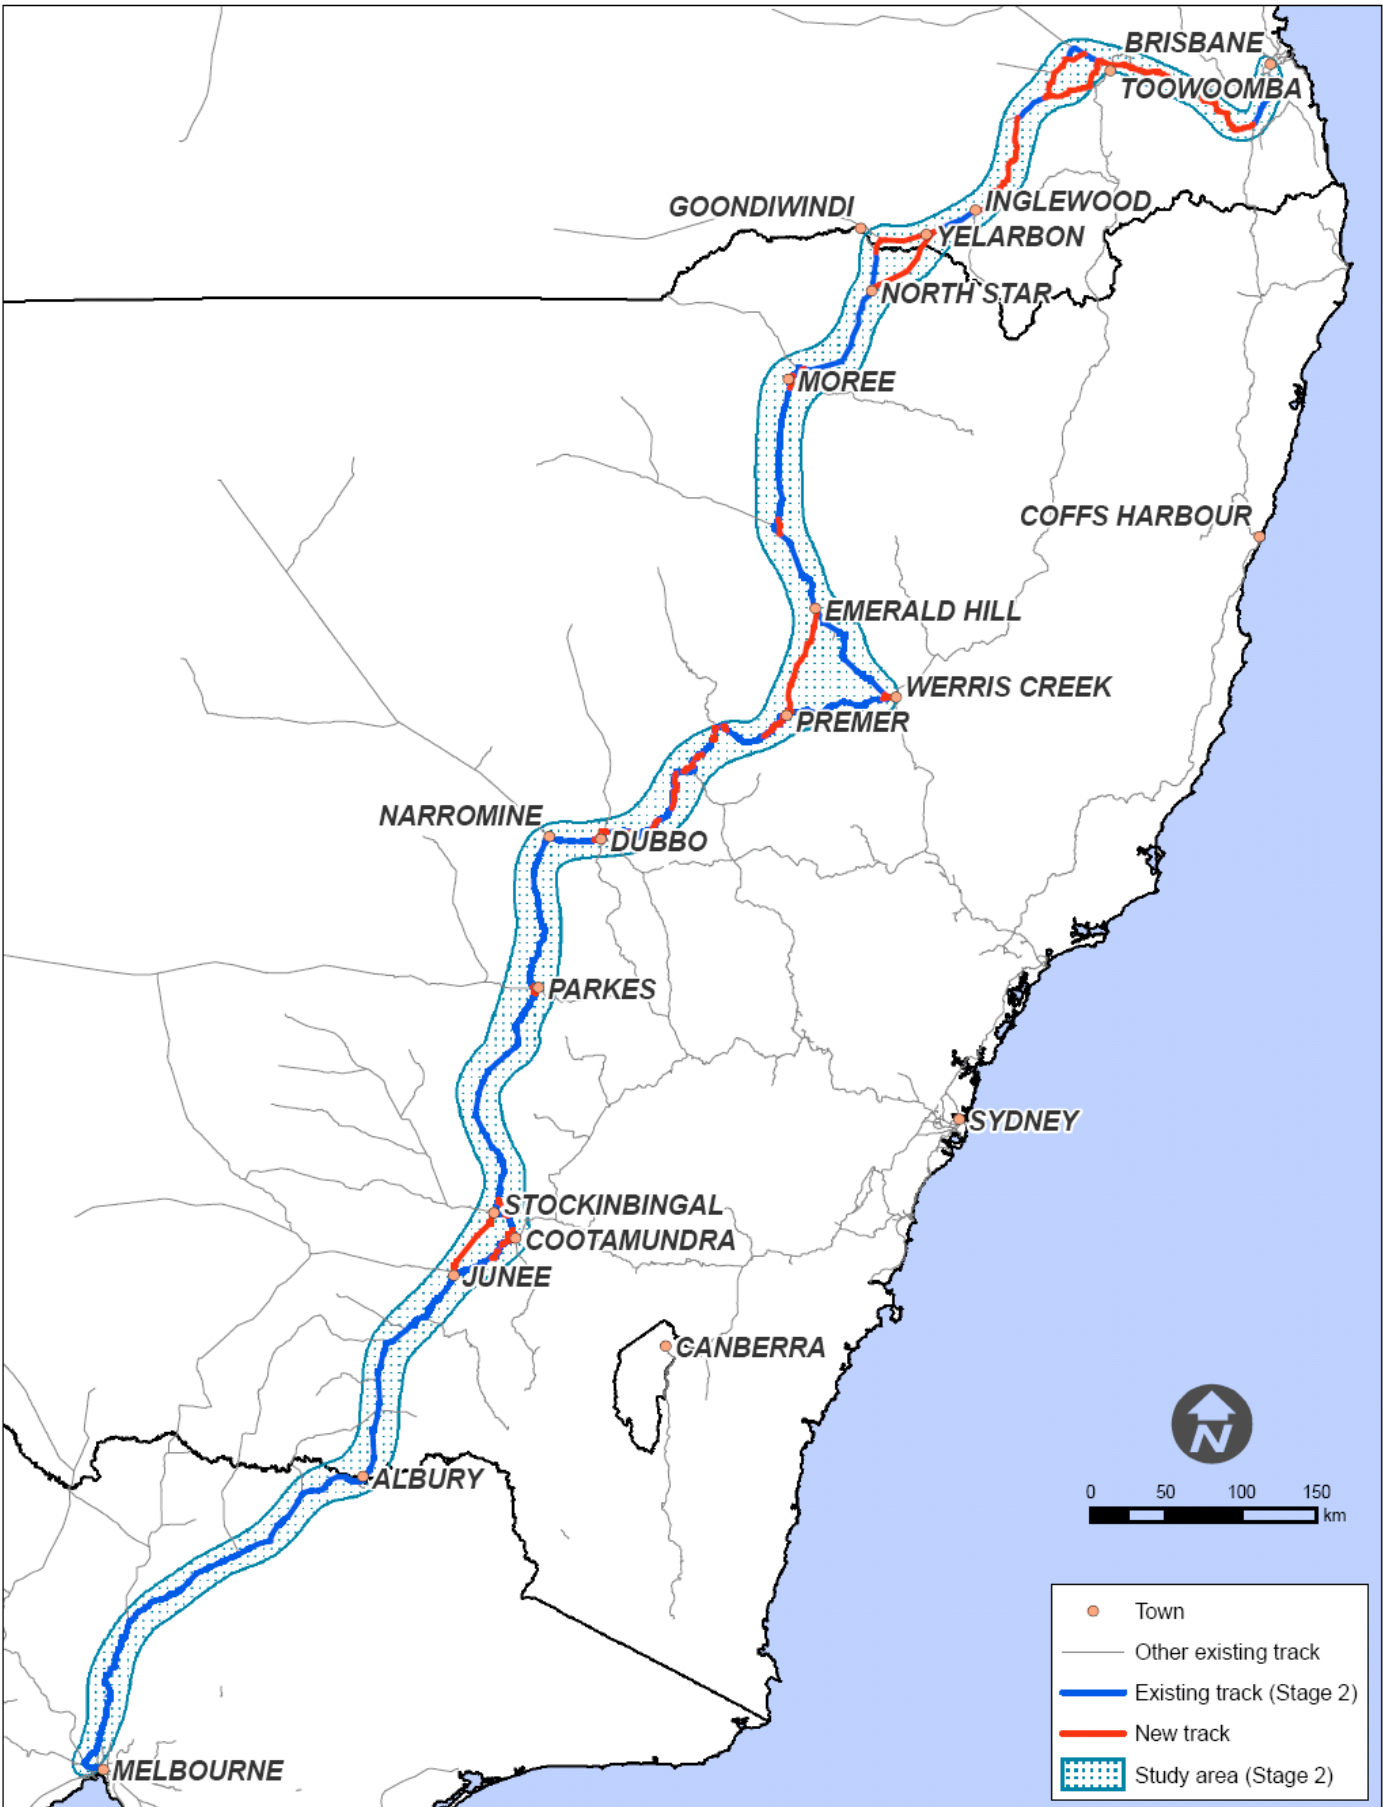 BRISBANE
TOOWOOMBA
INGLEWOOD
GOONDIWINDI
YELARBON
NORTH STAR
MOREE
COFFS HARBOUR
EMERALD HILL
WERRIS CREEK
PREMER
NARROMINE
DUBBO
PARKES
SYDNEY
STOCKINBINGAL
COOTAMUNDRA
JUNEE
CANBERRA
N
ALBURY
0 50 100 150
km
Town
Other existing track
Existing track (Stage 2)
New track
MELBOURNE
Study area (Stage 2)